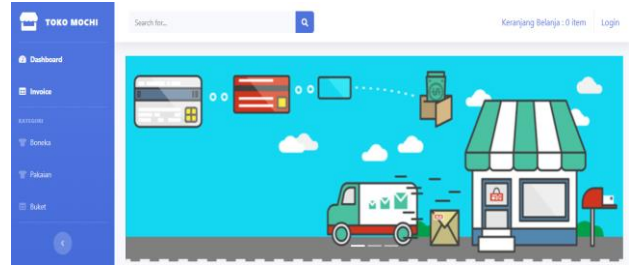 TOKO MOCHI
Search for...
Keranjang Belanja : 0 item
Login
Dashboard
Invoice
KATEGORI
Boneka
Pakaian
Buket